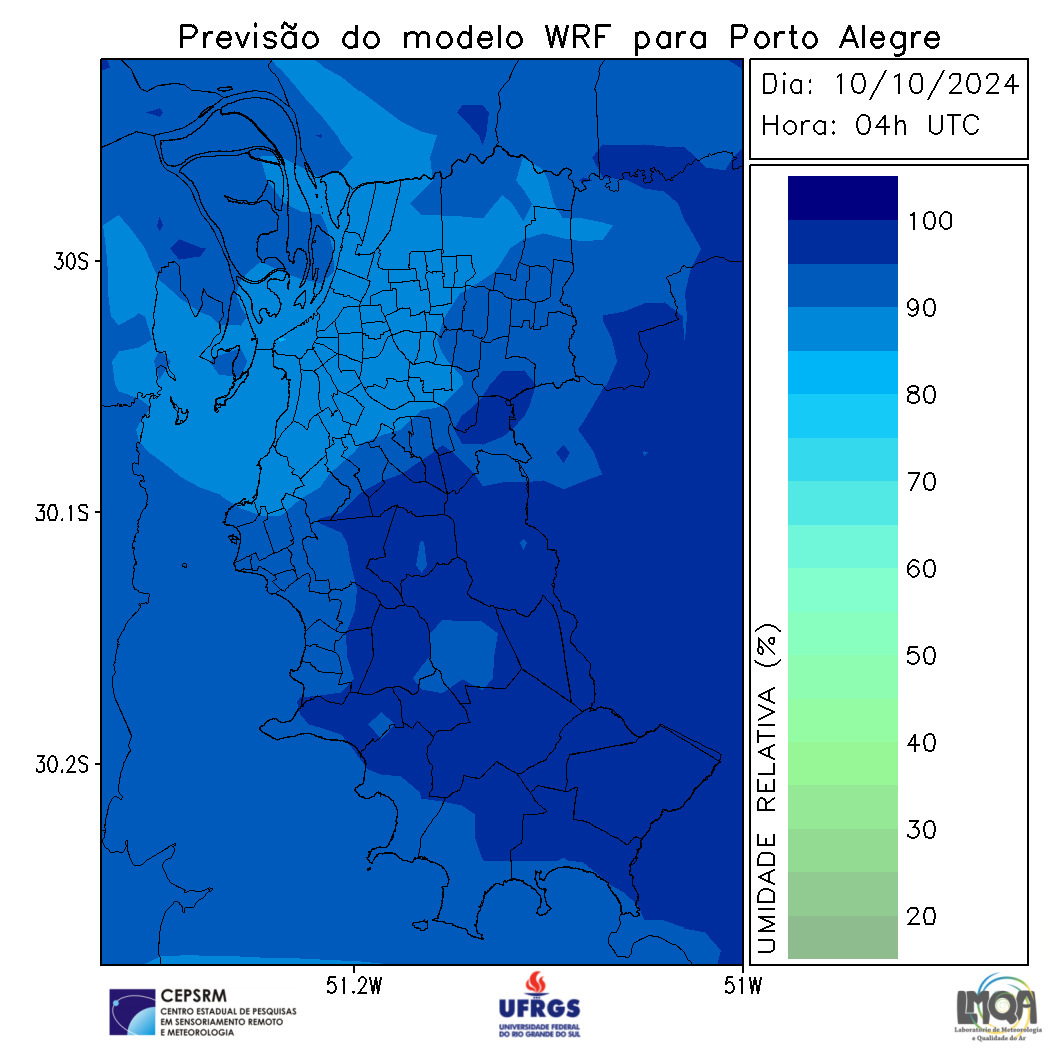 Previsão do modelo WRF para Porto Alegre
Dia: 10/10/2024
Hora: 04h UTC
30S
30.1S
30.2S
51.2W
51W
UMIDADE RELATIVA (%)
100
90
80
70
60
50
40
30
20
CEPSRM
CENTRO ESTADUAL DE PESQUISAS
EM SENSORIAMENTO REMOTO
E METEOROLOGIA
UFRGS
UNIVERSIDADE FEDERAL
DO RIO GRANDE DO SUL
LMQA
Laboratório de Meteorologia
e Qualidade do Ar